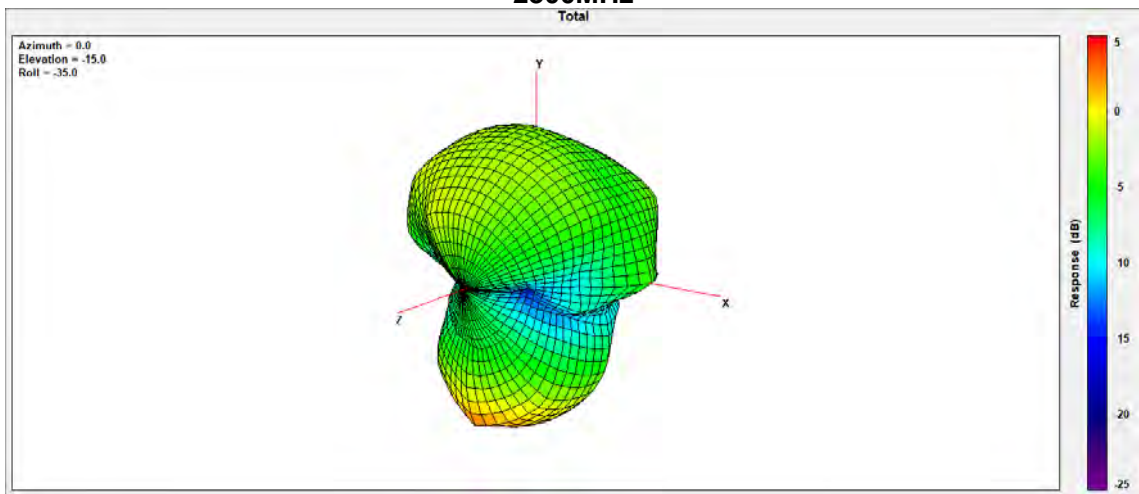 Total
Azimuth = 0.0
Elevation = -15.0
Roll = -35.0
Y
X
Z
5
0
5
10
15
-20
-25
Response (dB)